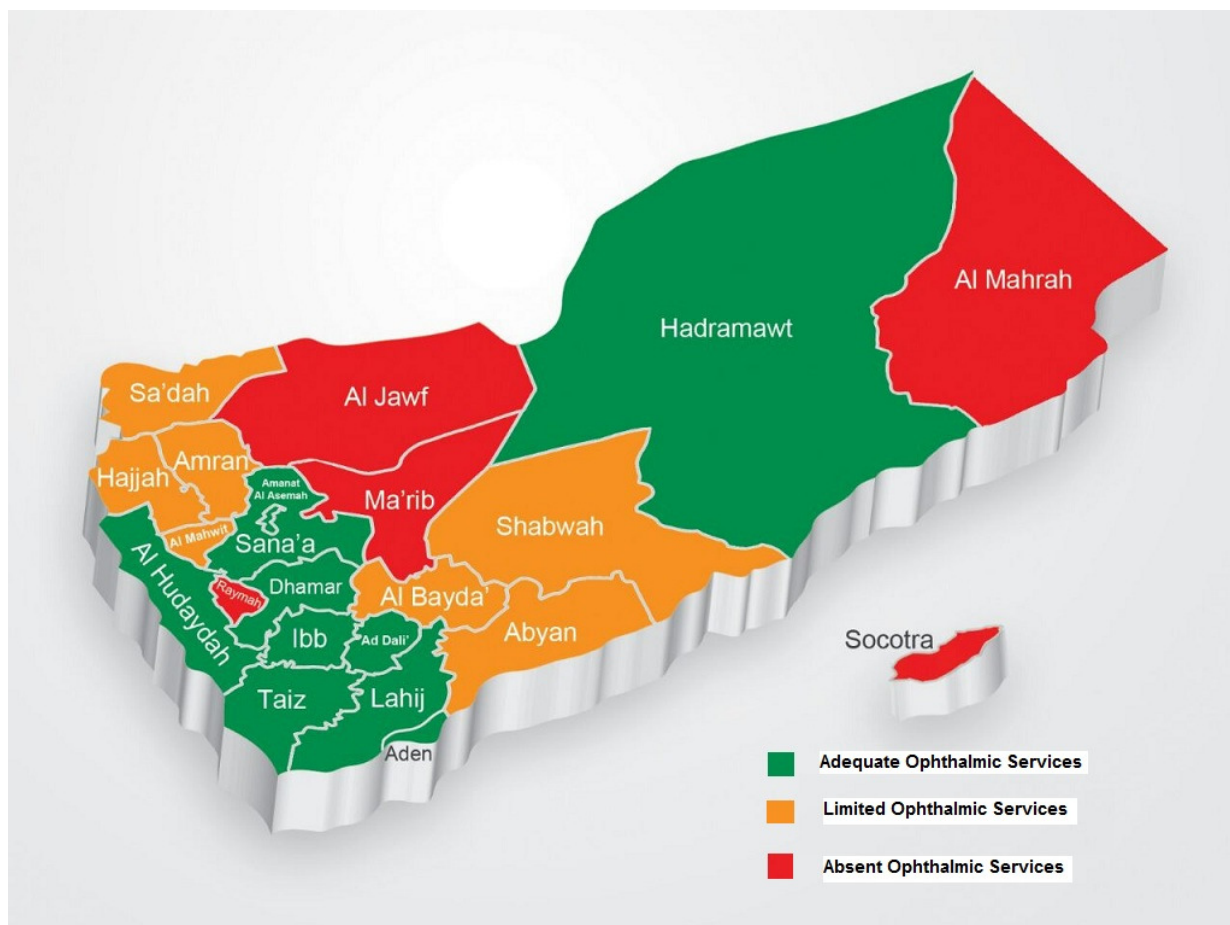 Al Mahrah
Hadramawt
Sa'dah
Al Jawf
Amran
Hajjah
Amanat
Al Asemah
Ma'rib
Shabwah
Al Mahwit
Sana'a
Al Hudaydah
Raymah
Dhamar
Al Bayda'
Abyan
Ibb
Ad Dali'
Socotra
Taiz
Lahij
Aden
Adequate Ophthalmic Services
Limited Ophthalmic Services
Absent Ophthalmic Services